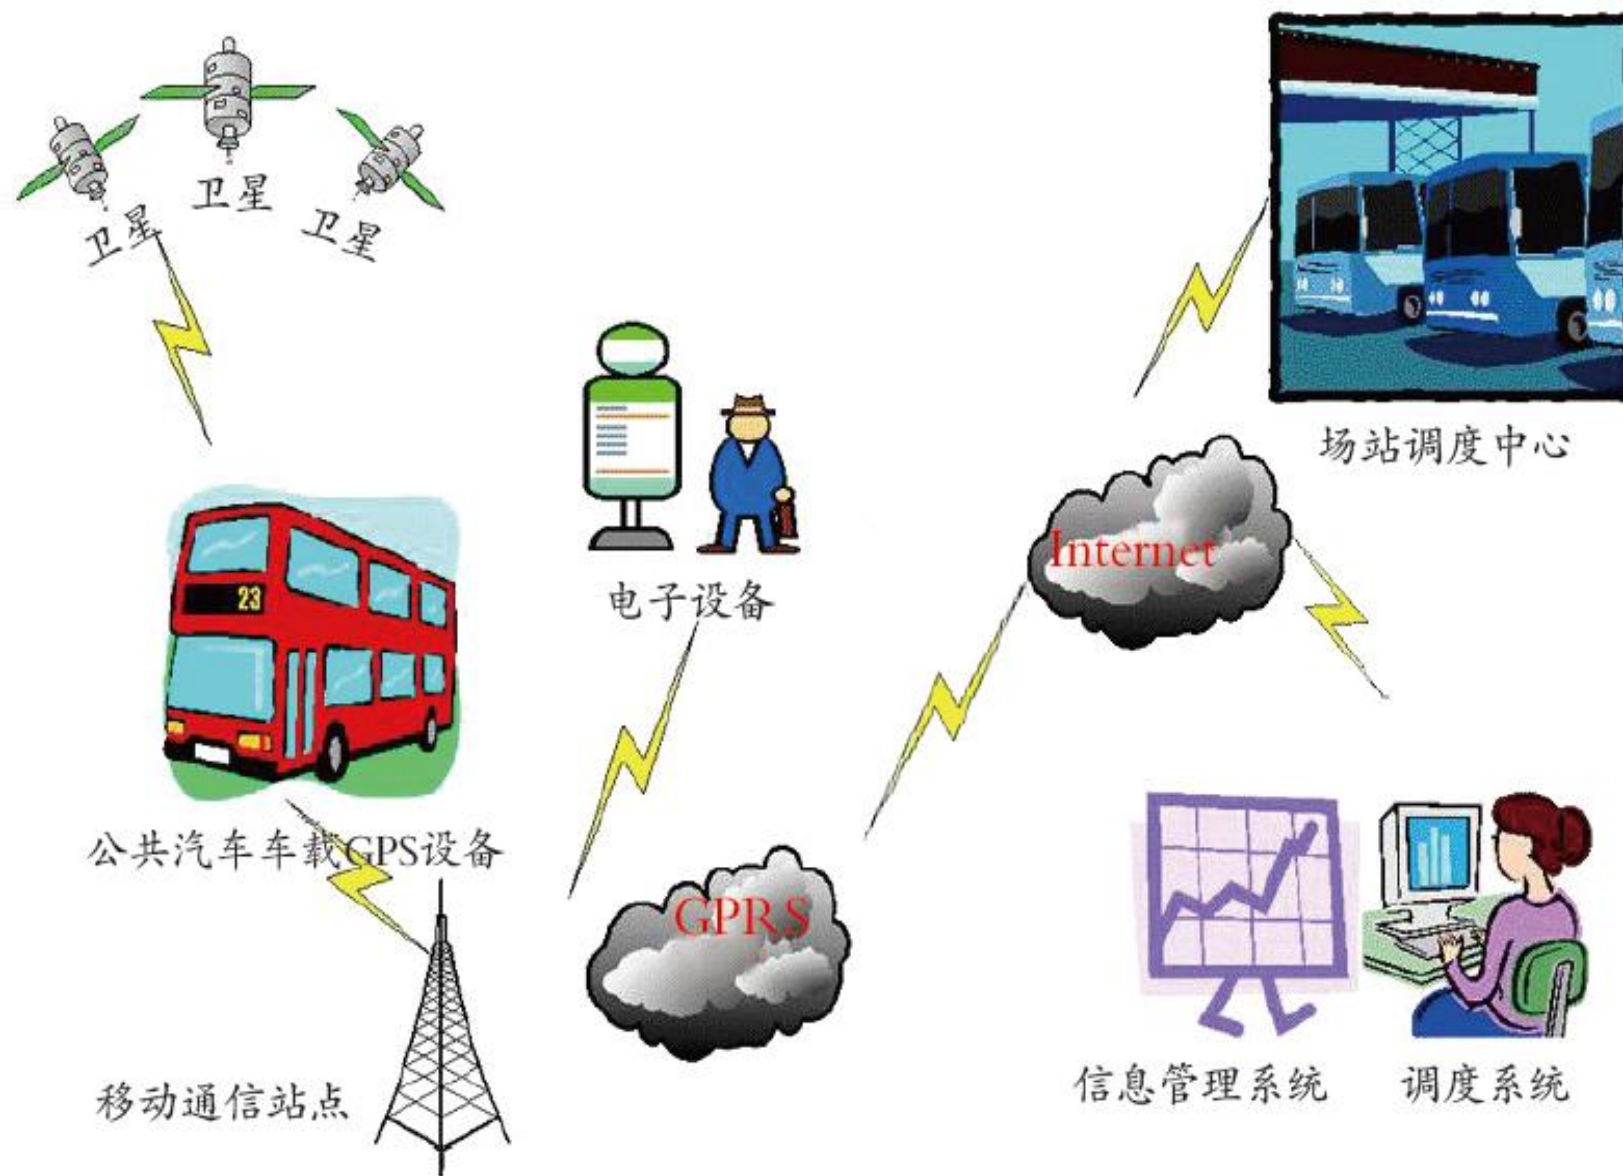 卫星
卫星
卫星
23
电子设备
场站调度中心
Internet
公共汽车车载GPS设备
GPRS
移动通信站点
信息管理系统
调度系统